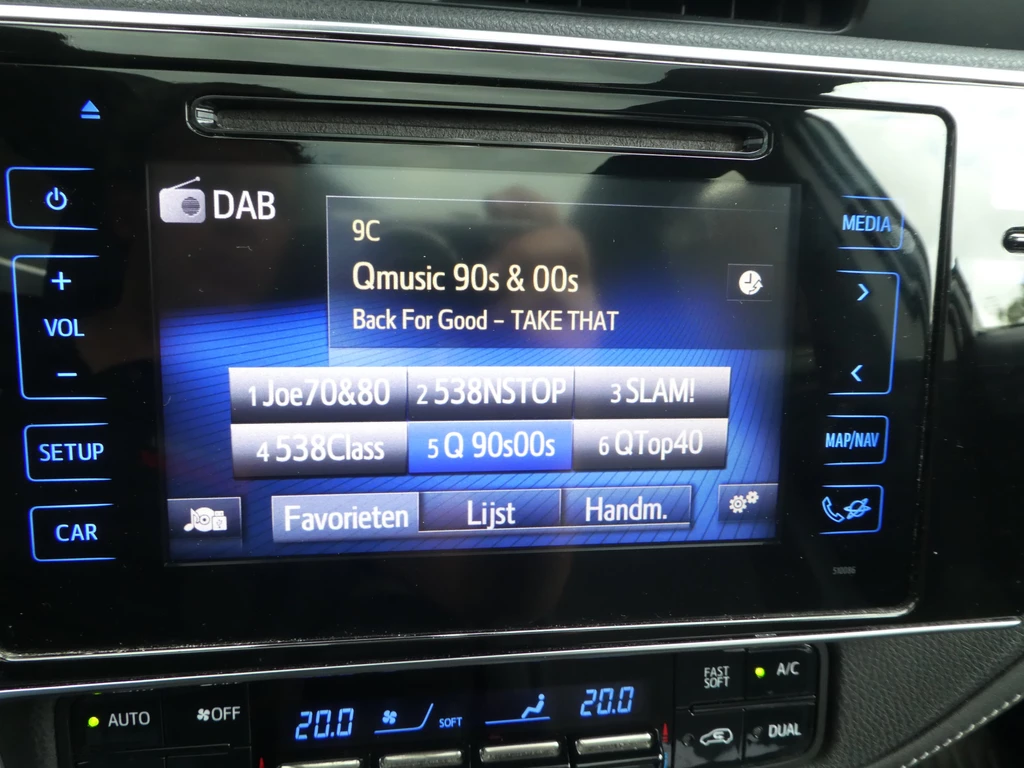 DAB
9C
Qmusic 90s & 00s
Back For Good – TAKE THAT
1 Joe70&80 2 538NSTOP 3 SLAM!
4 538Class 5 Q 90s00s 6 QTop40
Favorieten Lijst Handm.
+
VOL
−
SETUP
CAR
MEDIA
>
<
MAP/NAV
510086
AUTO OFF 20.0 SOFT 20.0 FAST SOFT A/C
DUAL